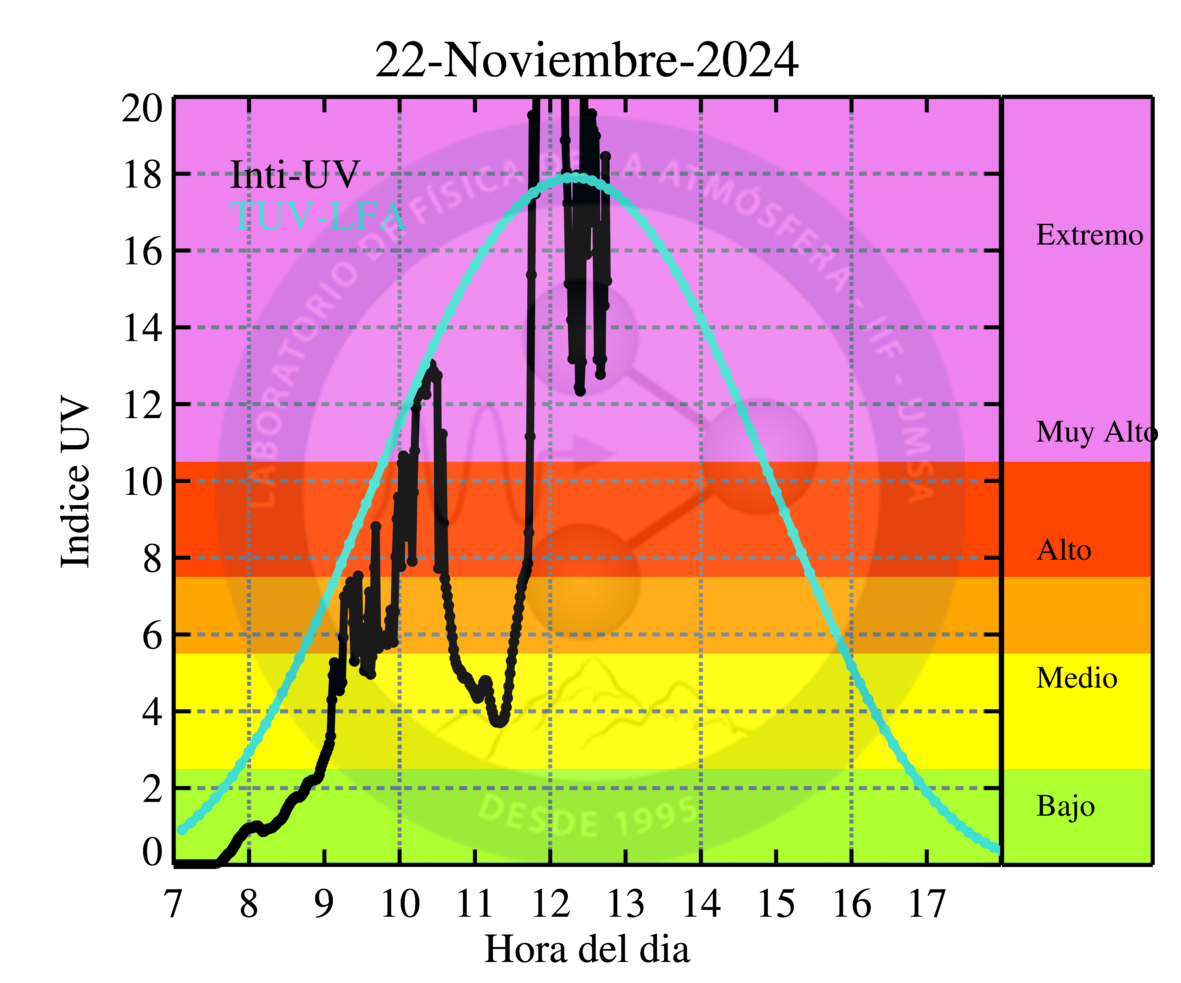 22-Noviembre-2024
20
18
16
14
12
10
8
6
4
2
0
Indice UV
Inti-UV
TUV-LFA
LABORATORIO DE FÍSICA DE LA ATMÓSFERA - IIF - UMSA
DESDE 1995
Extremo
Muy Alto
Alto
Medio
Bajo
7 8 9 10 11 12 13 14 15 16 17
Hora del dia